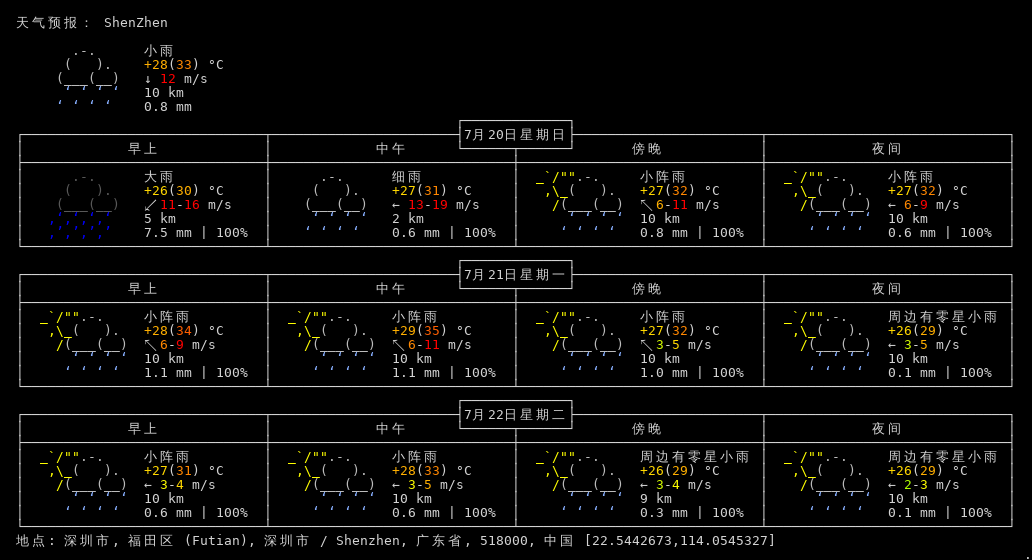 天气预报： ShenZhen
小雨
+28(33) °C
↓ 12 m/s
10 km
0.8 mm
7月20日星期日
早上 中午 傍晚 夜间
大雨 细雨 小阵雨 小阵雨
+26(30) °C +27(31) °C +27(32) °C +27(32) °C
↙ 11-16 m/s ← 13-19 m/s ↖ 6-11 m/s ← 6-9 m/s
5 km 2 km 10 km 10 km
7.5 mm | 100% 0.6 mm | 100% 0.8 mm | 100% 0.6 mm | 100%
7月21日星期一
早上 中午 傍晚 夜间
小阵雨 小阵雨 小阵雨 周边有零星小雨
+28(34) °C +29(35) °C +27(32) °C +26(29) °C
↖ 6-9 m/s ↖ 6-11 m/s ↖ 3-5 m/s ← 3-5 m/s
10 km 10 km 10 km 10 km
1.1 mm | 100% 1.1 mm | 100% 1.0 mm | 100% 0.1 mm | 100%
7月22日星期二
早上 中午 傍晚 夜间
小阵雨 小阵雨 周边有零星小雨 周边有零星小雨
+27(31) °C +28(33) °C +26(29) °C +26(29) °C
← 3-4 m/s ← 3-5 m/s ← 3-4 m/s ← 2-3 m/s
10 km 10 km 9 km 10 km
0.6 mm | 100% 0.6 mm | 100% 0.3 mm | 100% 0.1 mm | 100%
地点: 深圳市, 福田区 (Futian), 深圳市 / Shenzhen, 广东省, 518000, 中国 [22.5442673,114.0545327]